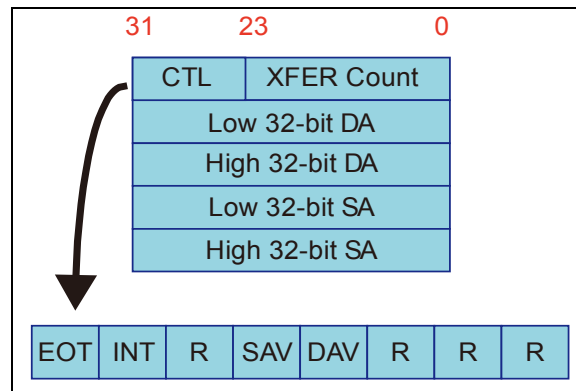 31 23 0
CTL XFER Count
Low 32-bit DA
High 32-bit DA
Low 32-bit SA
High 32-bit SA
EOT INT R SAV DAV R R R